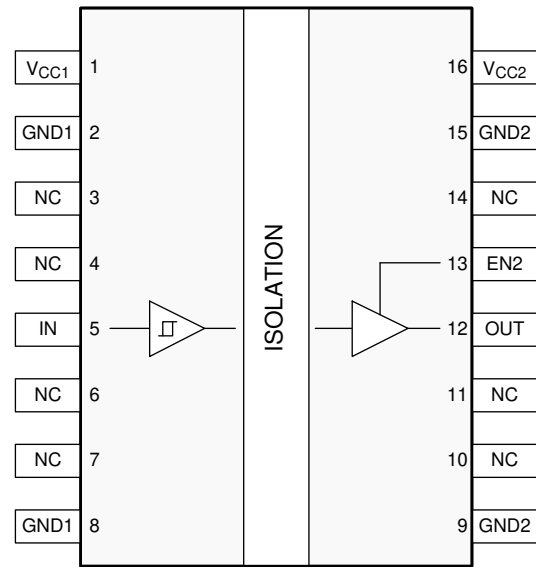 VCC1 1 16 VCC2
GND1 2 15 GND2
NC 3 14 NC
NC 4 13 EN2
IN 5 12 OUT
NC 6 11 NC
NC 7 10 NC
GND1 8 9 GND2
ISOLATION